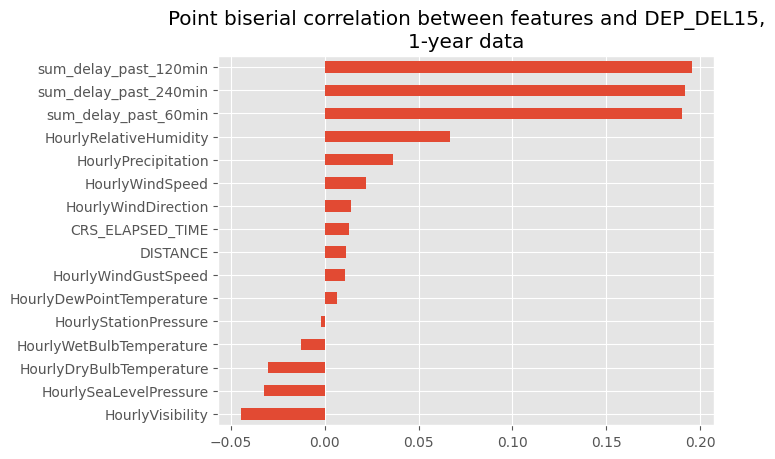 Point biserial correlation between features and DEP_DEL15,
1-year data
sum_delay_past_120min
sum_delay_past_240min
sum_delay_past_60min
HourlyRelativeHumidity
HourlyPrecipitation
HourlyWindSpeed
HourlyWindDirection
CRS_ELAPSED_TIME
DISTANCE
HourlyWindGustSpeed
HourlyDewPointTemperature
HourlyStationPressure
HourlyWetBulbTemperature
HourlyDryBulbTemperature
HourlySeaLevelPressure
HourlyVisibility
−0.05 0.00 0.05 0.10 0.15 0.20